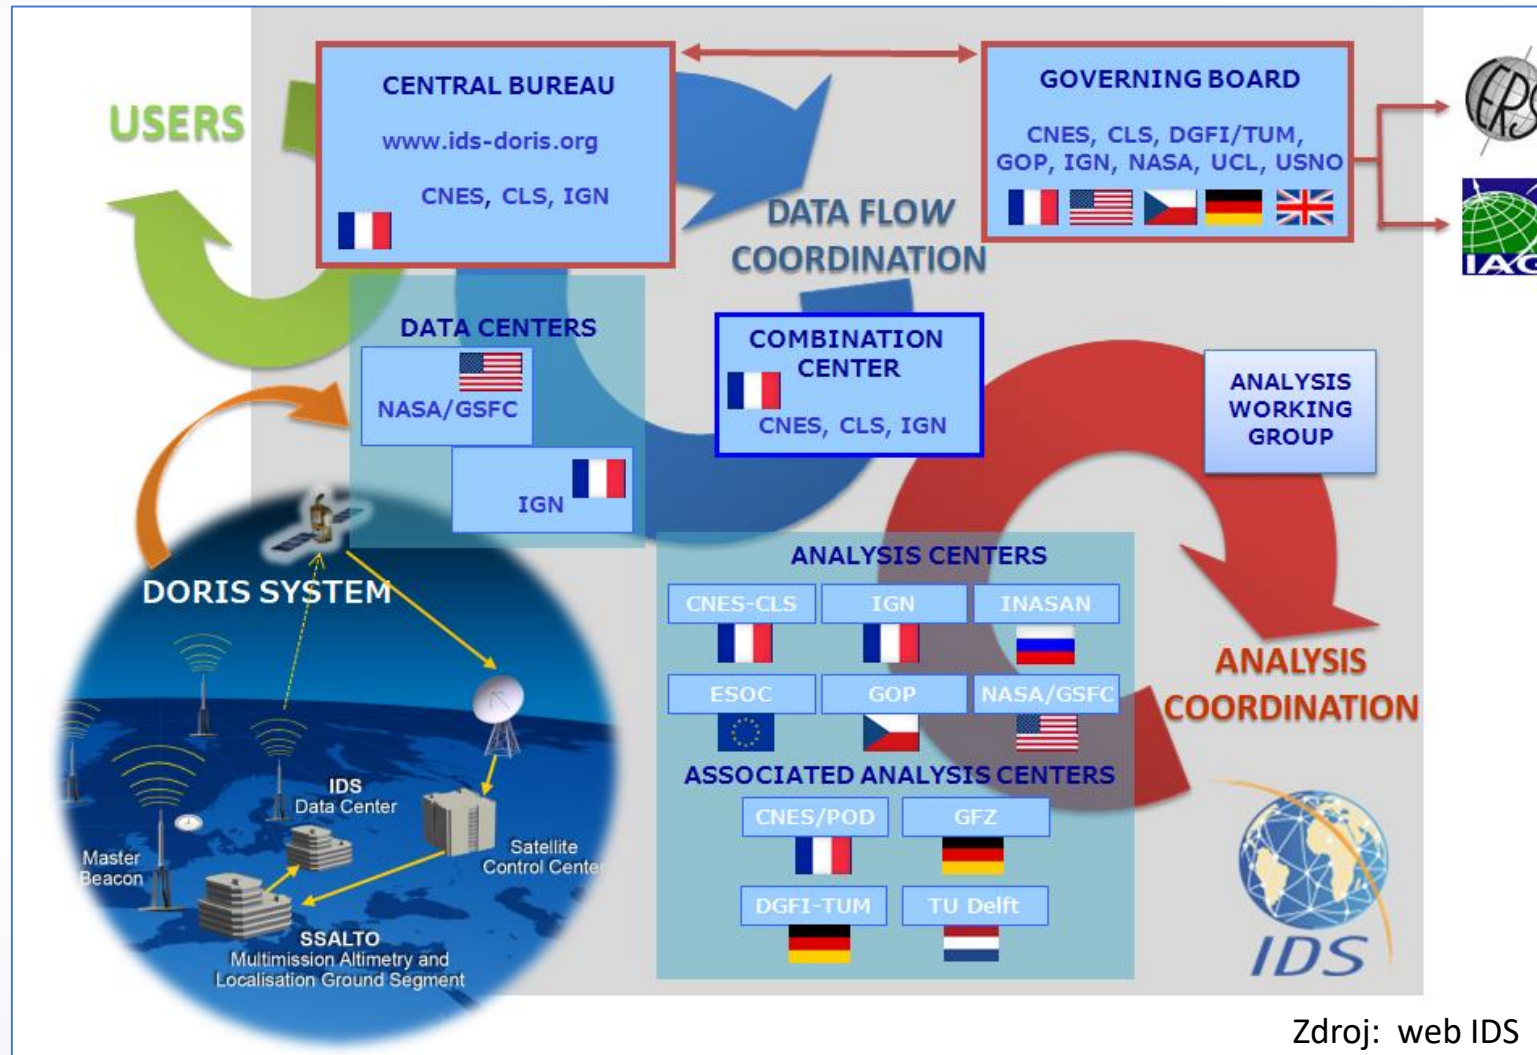 USERS
CENTRAL BUREAU
www.ids-doris.org
CNES, CLS, IGN
GOVERNING BOARD
CNES, CLS, DGFI/TUM,
GOP, IGN, NASA, UCL, USNO
IERS
IAG
DATA FLOW
COORDINATION
DATA CENTERS
NASA/GSFC
IGN
COMBINATION
CENTER
CNES, CLS, IGN
ANALYSIS
WORKING
GROUP
DORIS SYSTEM
IDS
Data Center
Master
Beacon
Satellite
Control Center
SSALTO
Multimission Altimetry and
Localisation Ground Segment
ANALYSIS CENTERS
CNES-CLS
IGN
INASAN
ESOC
GOP
NASA/GSFC
ASSOCIATED ANALYSIS CENTERS
CNES/POD
GFZ
DGFI-TUM
TU Delft
ANALYSIS
COORDINATION
IDS
Zdroj: web IDS